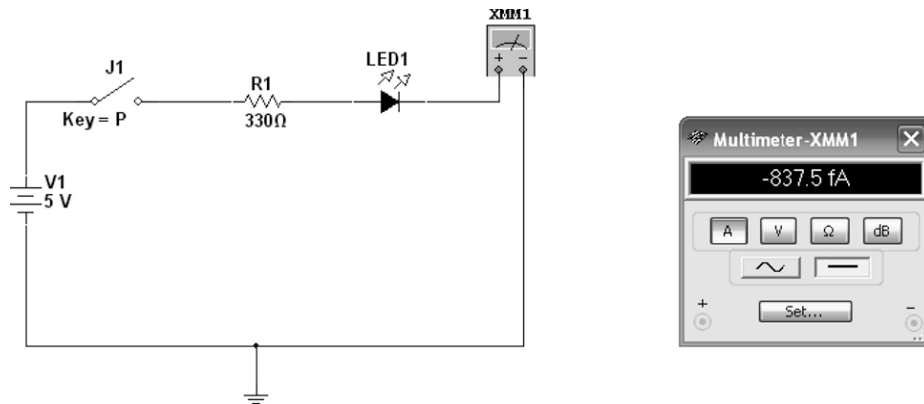 XMM1
J1
Key = P
R1
330Ω
LED1
+ −
V1
5 V
Multimeter-XMM1
-837.5 fA
A V Ω dB
+ Set... −